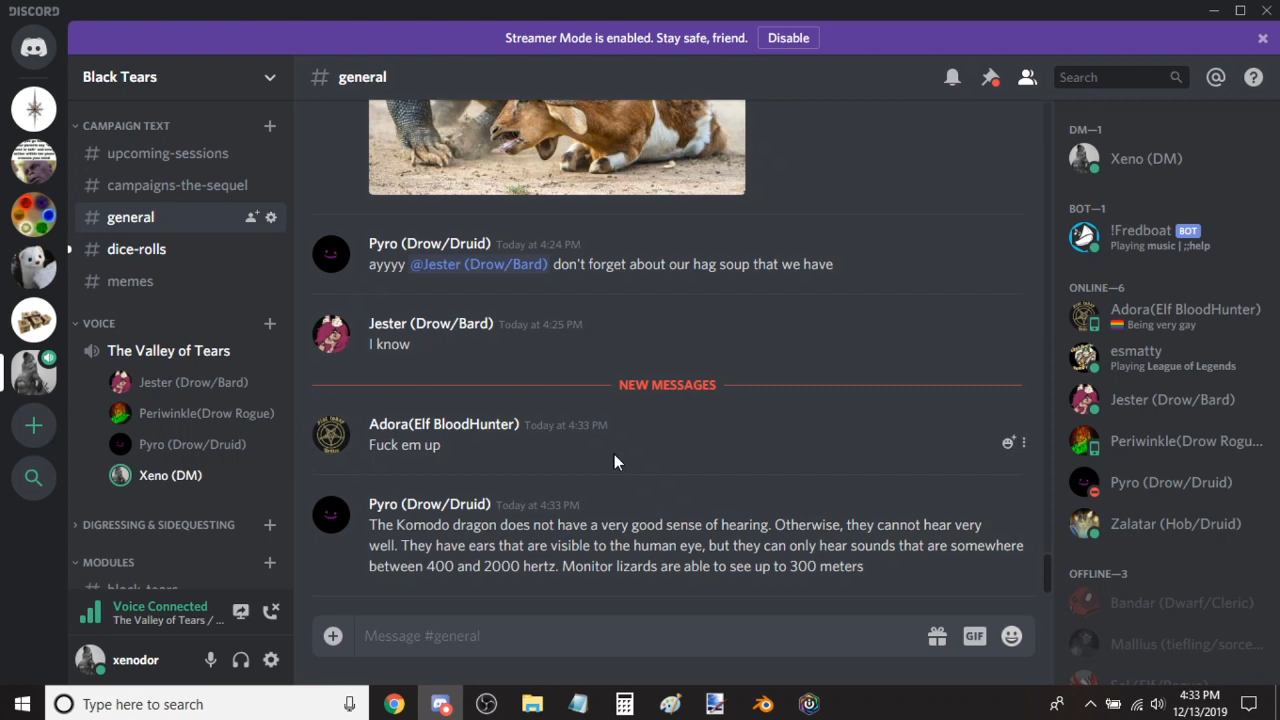 DISCORD
Streamer Mode is enabled. Stay safe, friend. Disable
Black Tears
# general
Search
CAMPAIGN TEXT
# upcoming-sessions
# campaigns-the-sequel
# general
# dice-rolls
# memes
VOICE
The Valley of Tears
Jester (Drow/Bard)
Periwinkle(Drow Rogue)
Pyro (Drow/Druid)
Xeno (DM)
DIGRESSING & SIDEQUESTING
MODULES
# black-tears
Voice Connected
The Valley of Tears / ...
xenodor
Pyro (Drow/Druid) Today at 4:24 PM
ayyyy @Jester (Drow/Bard) don't forget about our hag soup that we have
Jester (Drow/Bard) Today at 4:25 PM
I know
NEW MESSAGES
Adora(Elf BloodHunter) Today at 4:33 PM
Fuck em up
Pyro (Drow/Druid) Today at 4:33 PM
The Komodo dragon does not have a very good sense of hearing. Otherwise, they cannot hear very
well. They have ears that are visible to the human eye, but they can only hear sounds that are somewhere
between 400 and 2000 hertz. Monitor lizards are able to see up to 300 meters
Message #general
GIF
DM—1
Xeno (DM)
BOT—1
!Fredboat BOT
Playing music | ;;help
ONLINE—6
Adora(Elf BloodHunter)
Being very gay
esmatty
Playing League of Legends
Jester (Drow/Bard)
Periwinkle(Drow Rogu...
Pyro (Drow/Druid)
Zalatar (Hob/Druid)
OFFLINE—3
Bandar (Dwarf/Cleric)
Mallius (tiefling/sorce...
Type here to search
4:33 PM
12/13/2019